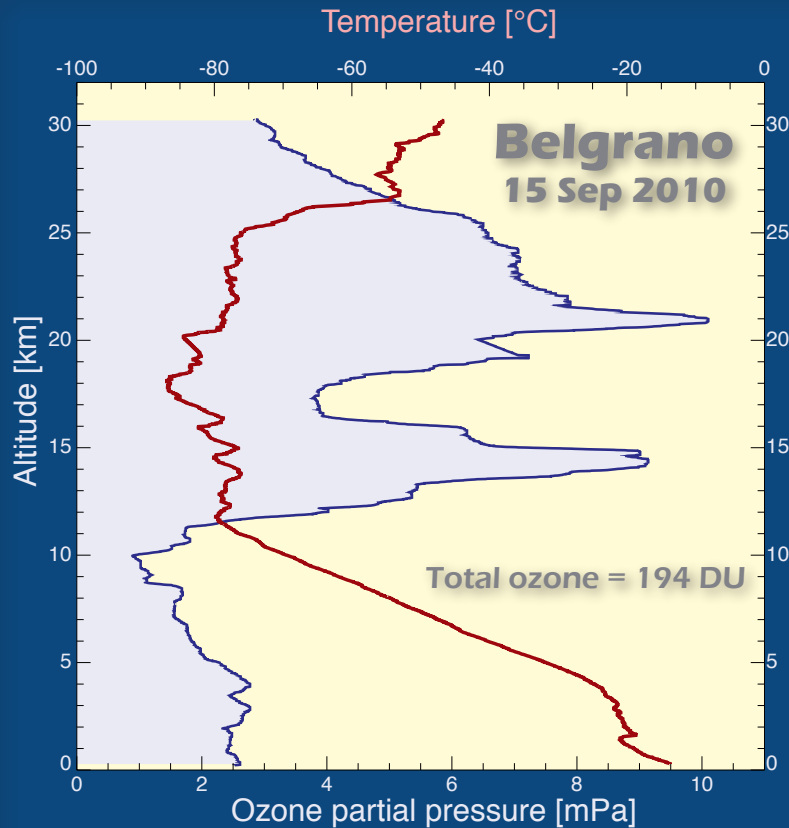 Temperature [°C]
-100 -80 -60 -40 -20 0
30 30
Belgrano
15 Sep 2010
25 25
20 20
Altitude [km]
15 15
10 10
Total ozone = 194 DU
5 5
0 0
0 2 4 6 8 10
Ozone partial pressure [mPa]